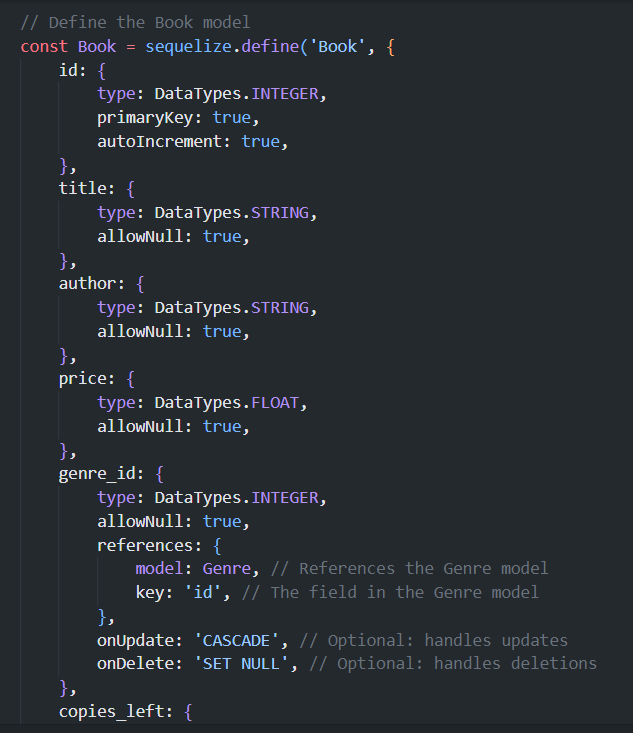 // Define the Book model
const Book = sequelize.define('Book', {
    id: {
        type: DataTypes.INTEGER,
        primaryKey: true,
        autoIncrement: true,
    },
    title: {
        type: DataTypes.STRING,
        allowNull: true,
    },
    author: {
        type: DataTypes.STRING,
        allowNull: true,
    },
    price: {
        type: DataTypes.FLOAT,
        allowNull: true,
    },
    genre_id: {
        type: DataTypes.INTEGER,
        allowNull: true,
        references: {
            model: Genre, // References the Genre model
            key: 'id', // The field in the Genre model
        },
        onUpdate: 'CASCADE', // Optional: handles updates
        onDelete: 'SET NULL', // Optional: handles deletions
    },
    copies_left: {